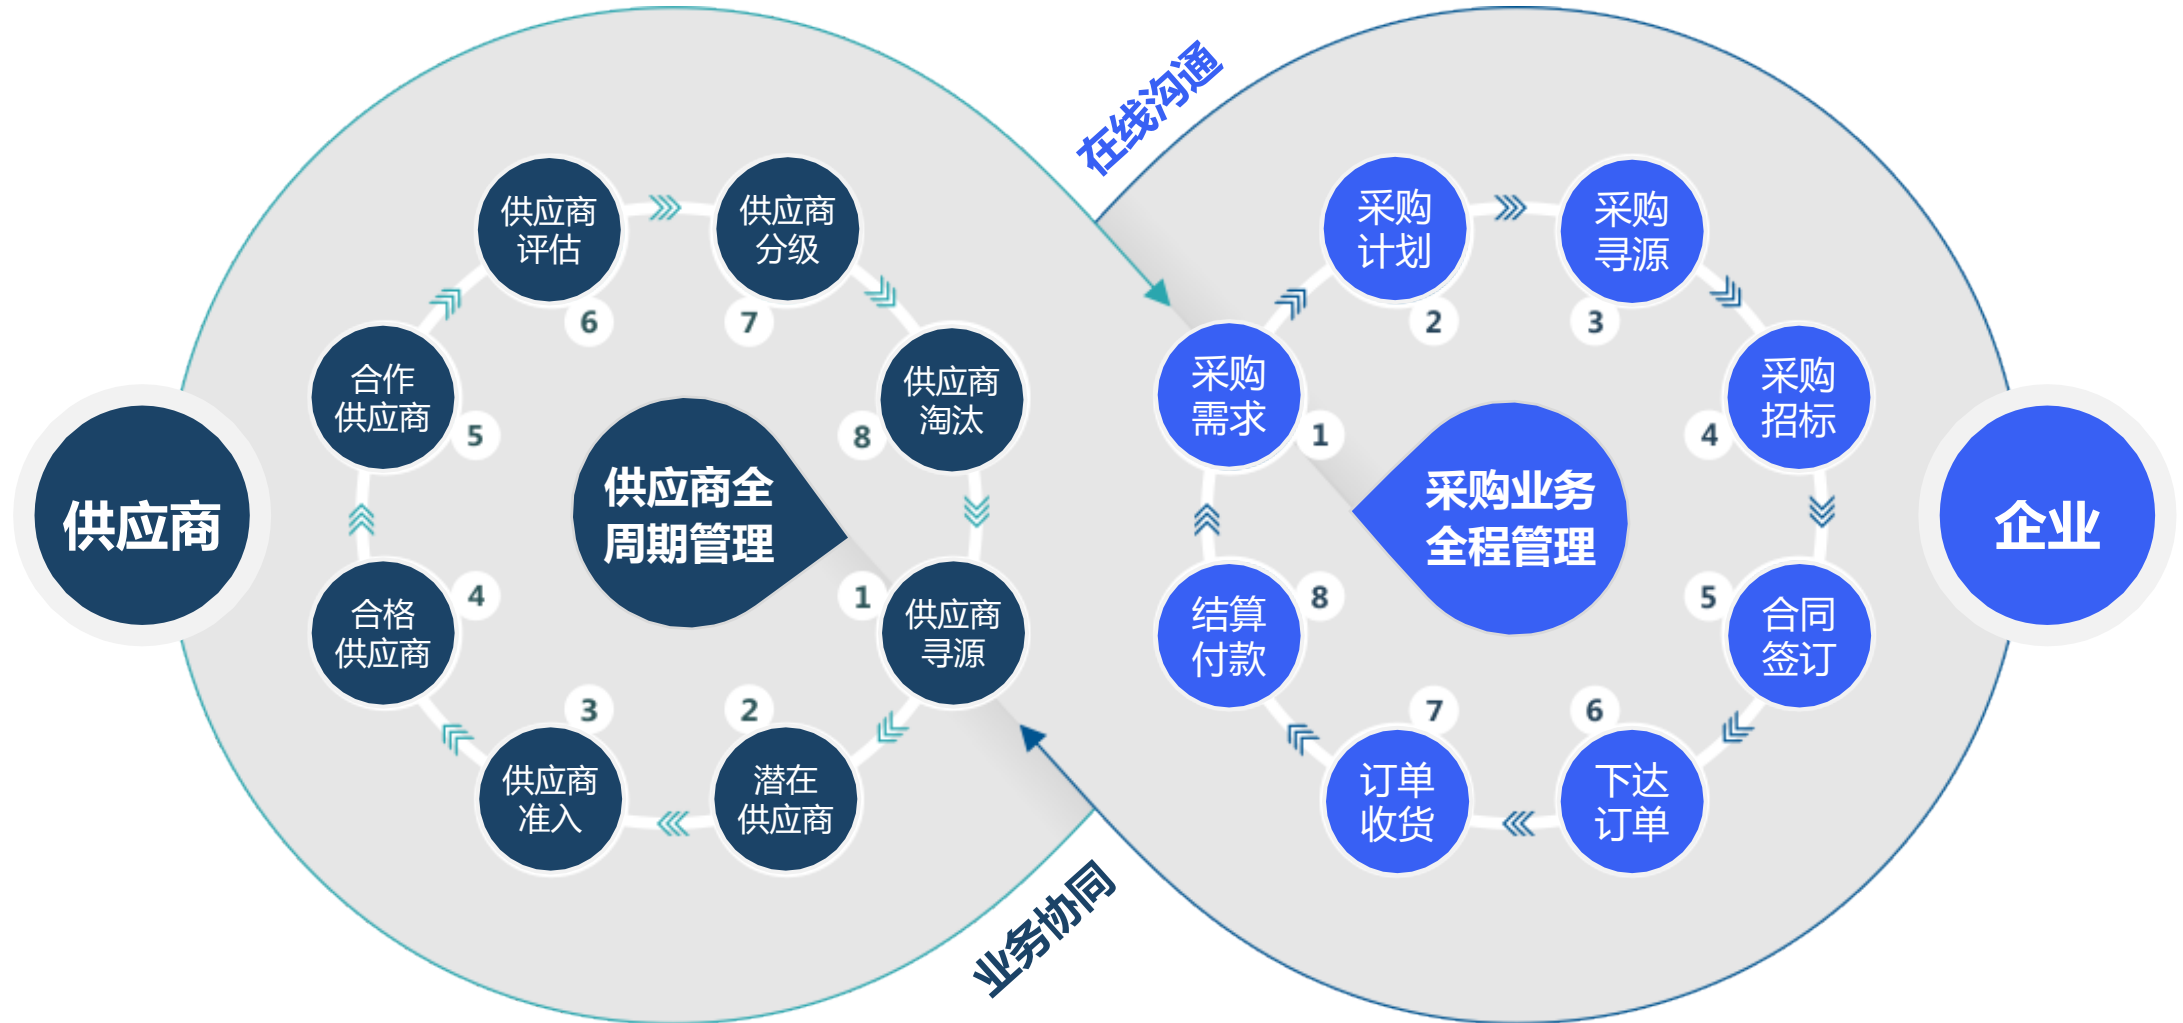 在线沟通
供应商
评估
6
供应商
分级
7
合作
供应商
5
供应商
淘汰
8
供应商
供应商全
周期管理
合格
供应商
4
供应商
寻源
1
供应商
准入
3
潜在
供应商
2
采购
计划
2
采购
寻源
3
采购
需求
1
采购
招标
4
采购业务
全程管理
企业
结算
付款
8
合同
签订
5
订单
收货
7
下达
订单
6
业务协同